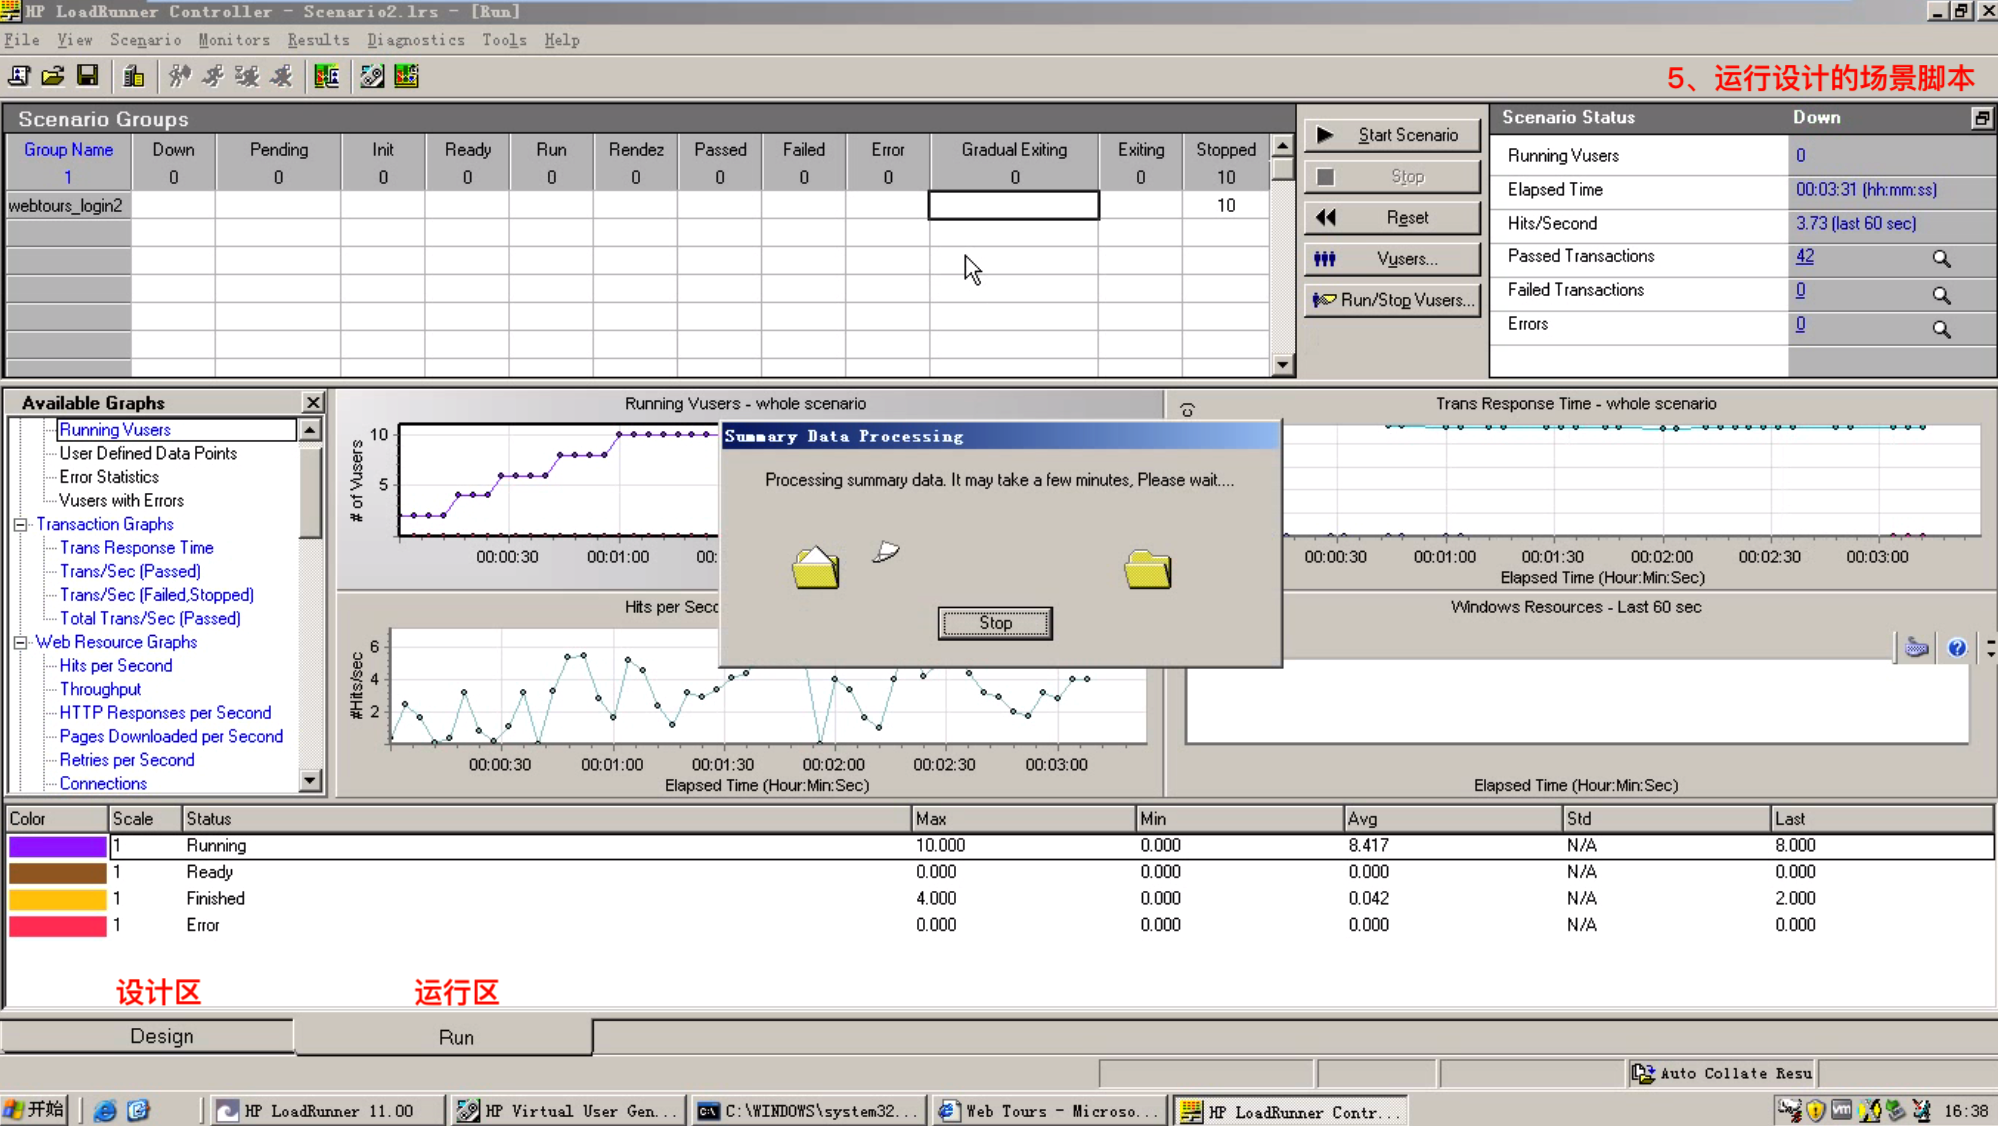 HP LoadRunner Controller - Scenario2.lrs - [Run]
File View Scenario Monitors Results Diagnostics Tools Help
5、运行设计的场景脚本
Scenario Groups
Group Name Down Pending Init Ready Run Rendez Passed Failed Error Gradual Exiting Exiting Stopped
1 0 0 0 0 0 0 0 0 0 0 0 10
webtours_login2 10
Start Scenario
Stop
Reset
Vusers...
Run/Stop Vusers...
Scenario Status Down
Running Vusers 0
Elapsed Time 00:03:31 (hh:mm:ss)
Hits/Second 3.73 (last 60 sec)
Passed Transactions 42
Failed Transactions 0
Errors 0
Available Graphs
Running Vusers
User Defined Data Points
Error Statistics
Vusers with Errors
Transaction Graphs
Trans Response Time
Trans/Sec (Passed)
Trans/Sec (Failed,Stopped)
Total Trans/Sec (Passed)
Web Resource Graphs
Hits per Second
Throughput
HTTP Responses per Second
Pages Downloaded per Second
Retries per Second
Connections
Running Vusers - whole scenario
# of Vusers
10
5
00:00:30 00:01:00 00:
Trans Response Time - whole scenario
00:00:30 00:01:00 00:01:30 00:02:00 00:02:30 00:03:00
Elapsed Time (Hour:Min:Sec)
Summary Data Processing
Processing summary data. It may take a few minutes, Please wait....
Stop
Hits per Seco
#Hits/sec
6
4
2
00:00:30 00:01:00 00:01:30 00:02:00 00:02:30 00:03:00
Elapsed Time (Hour:Min:Sec)
Windows Resources - Last 60 sec
Elapsed Time (Hour:Min:Sec)
Color Scale Status Max Min Avg Std Last
1 Running 10.000 0.000 8.417 N/A 8.000
1 Ready 0.000 0.000 0.000 N/A 0.000
1 Finished 4.000 0.000 0.042 N/A 2.000
1 Error 0.000 0.000 0.000 N/A 0.000
设计区 运行区
Design Run
Auto Collate Resu
开始 HP LoadRunner 11.00 HP Virtual User Gen... C:\WINDOWS\system32... Web Tours - Microso... HP LoadRunner Contr... vm 16:38